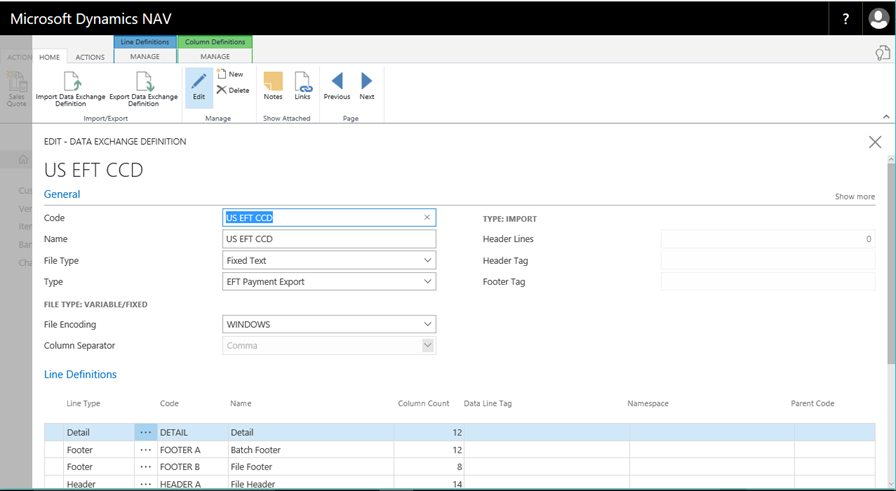 Microsoft Dynamics NAV
?
Line Definitions Column Definitions
ACTION HOME ACTIONS MANAGE MANAGE
Sales Quote
Import Data Exchange Definition
Export Data Exchange Definition
Edit
New
Delete
Notes
Links
Previous
Next
Import/Export Manage Show Attached Page
EDIT - DATA EXCHANGE DEFINITION
US EFT CCD
General Show more
Code US EFT CCD TYPE: IMPORT
Name US EFT CCD Header Lines 0
File Type Fixed Text Header Tag
Type EFT Payment Export Footer Tag
FILE TYPE: VARIABLE/FIXED
File Encoding WINDOWS
Column Separator Comma
Cus
Ver
Iter
Bar
Cha
Line Definitions
Line Type Code Name Column Count Data Line Tag Namespace Parent Code
Detail ··· DETAIL Detail 12
Footer ··· FOOTER A Batch Footer 12
Footer ··· FOOTER B File Footer 8
Header ··· HEADER A File Header 14